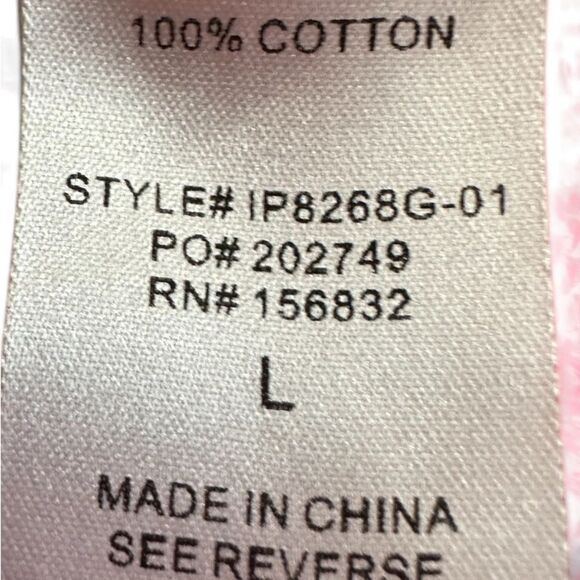 100% COTTON
STYLE# IP8268G-01
PO# 202749
RN# 156832
L
MADE IN CHINA
SEE REVERSE